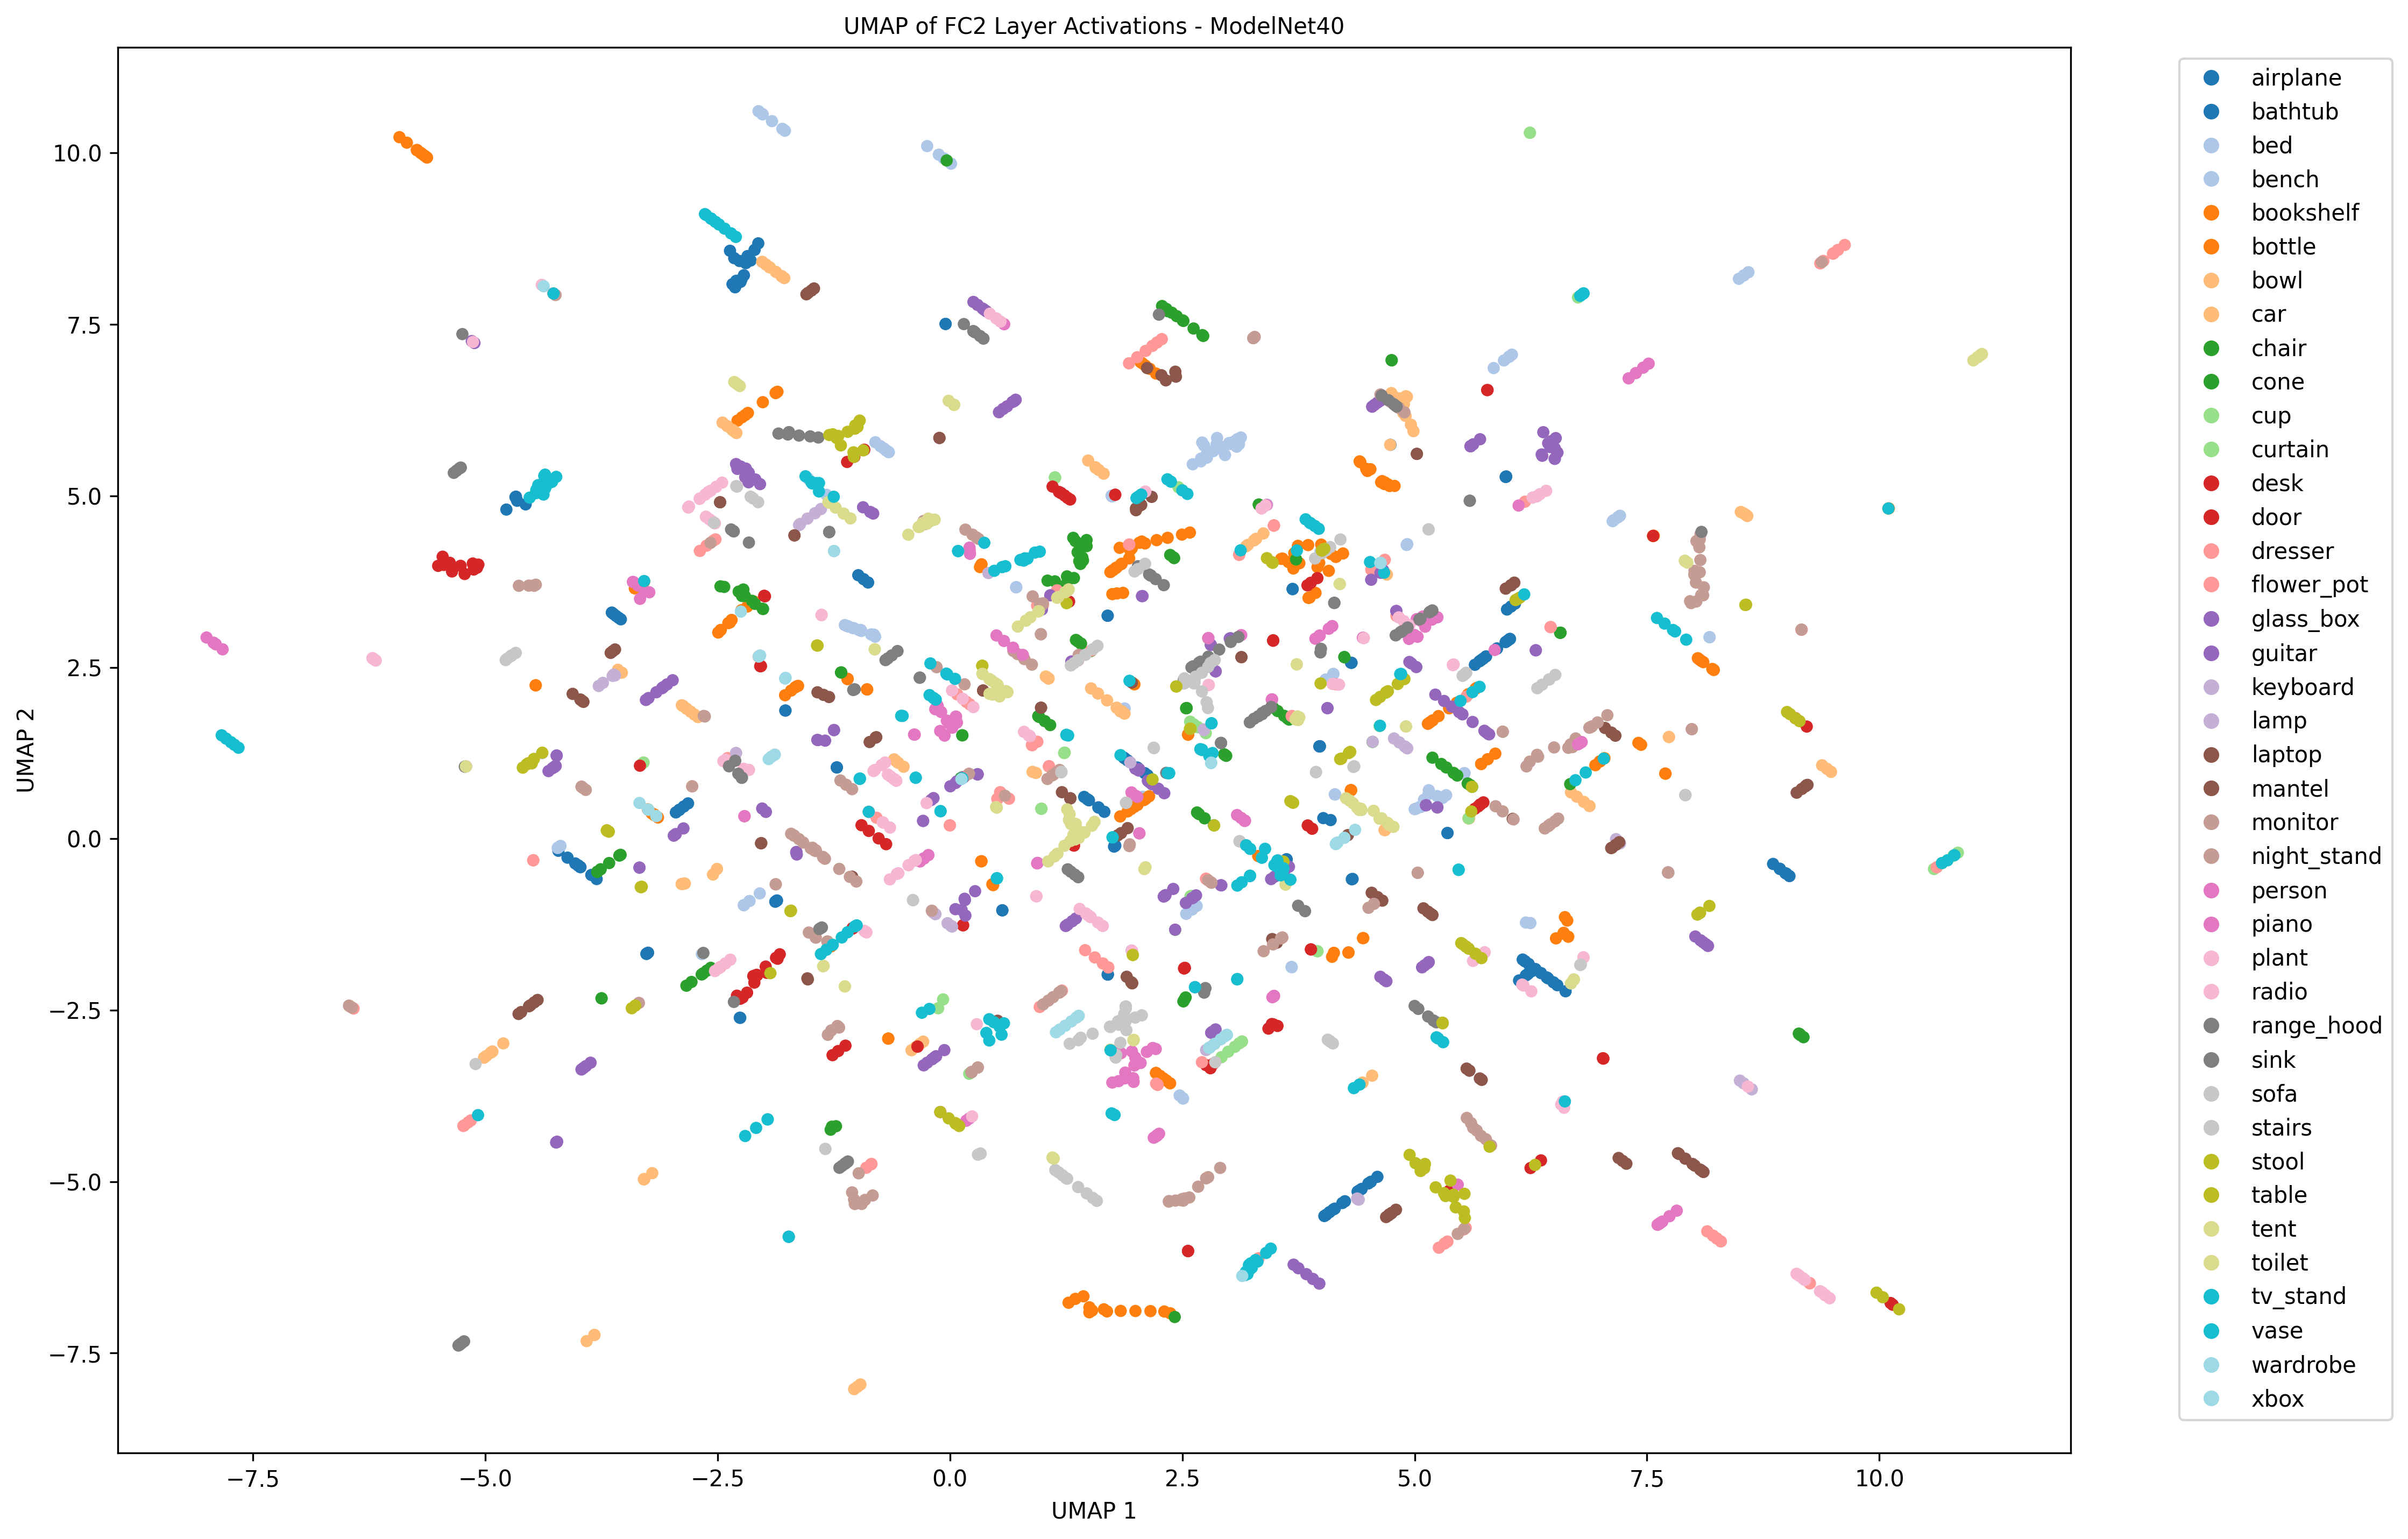 UMAP of FC2 Layer Activations - ModelNet40
10.0
7.5
5.0
2.5
0.0
−2.5
−5.0
−7.5
UMAP 2
−7.5
−5.0
−2.5
0.0
2.5
5.0
7.5
10.0
UMAP 1
airplane
bathtub
bed
bench
bookshelf
bottle
bowl
car
chair
cone
cup
curtain
desk
door
dresser
flower_pot
glass_box
guitar
keyboard
lamp
laptop
mantel
monitor
night_stand
person
piano
plant
radio
range_hood
sink
sofa
stairs
stool
table
tent
toilet
tv_stand
vase
wardrobe
xbox